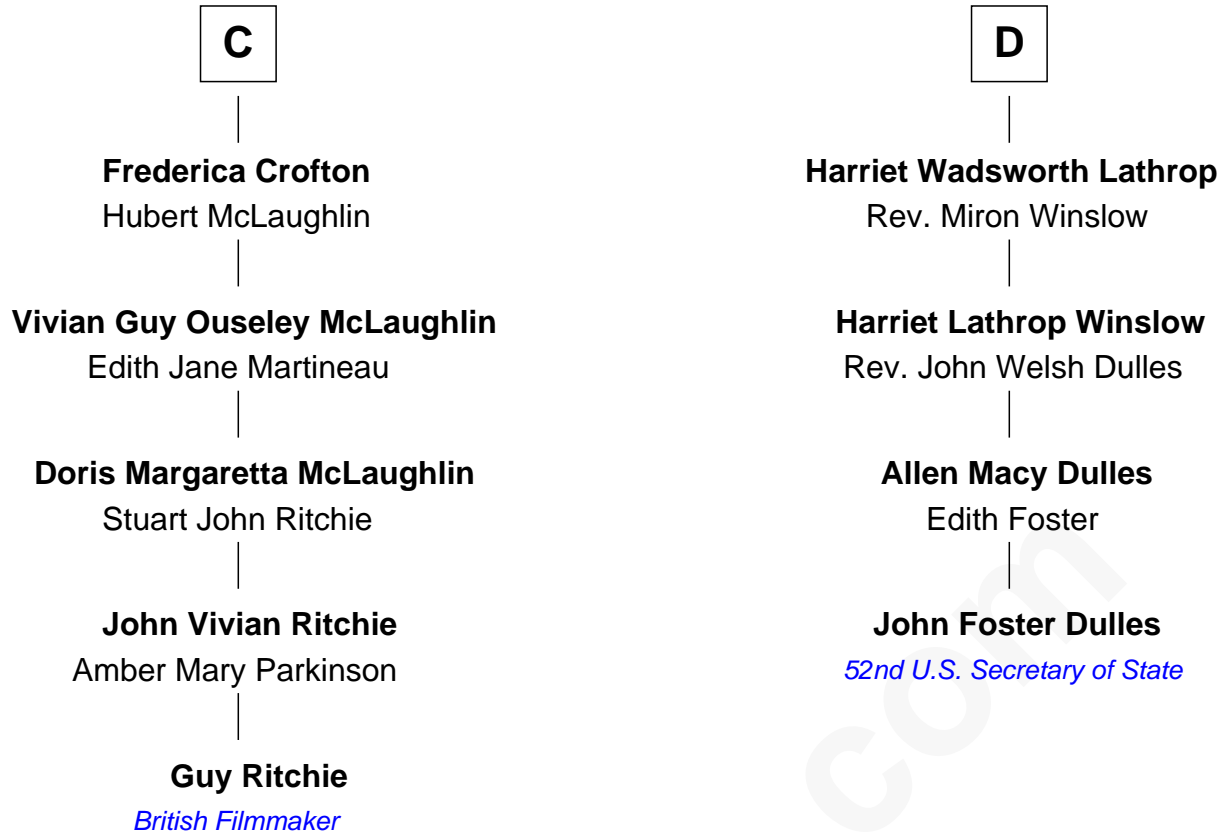 C
Frederica Crofton
Hubert McLaughlin
Vivian Guy Ouseley McLaughlin
Edith Jane Martineau
Doris Margaretta McLaughlin
Stuart John Ritchie
John Vivian Ritchie
Amber Mary Parkinson
Guy Ritchie
British Filmmaker
D
Harriet Wadsworth Lathrop
Rev. Miron Winslow
Harriet Lathrop Winslow
Rev. John Welsh Dulles
Allen Macy Dulles
Edith Foster
John Foster Dulles
52nd U.S. Secretary of State
com